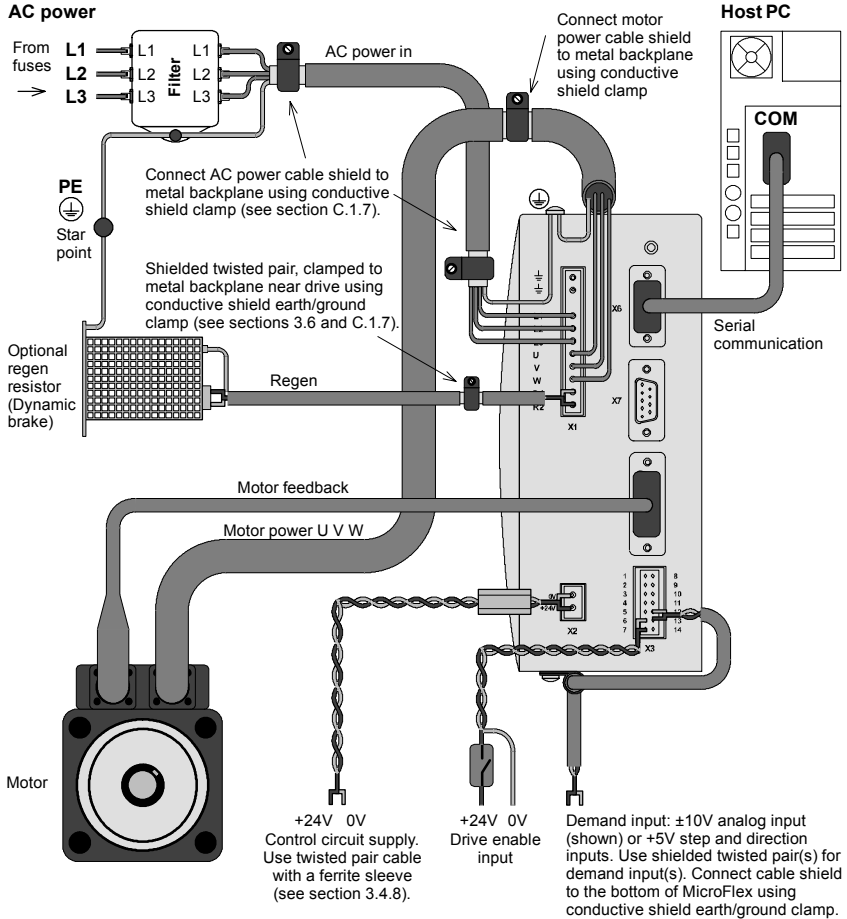 AC power
From
fuses
L1
L2
L3
L1
L2
L3
Filter
L1
L2
L3
AC power in
Connect motor
power cable shield
to metal backplane
using conductive
shield clamp
Host PC
COM
Connect AC power cable shield to
metal backplane using conductive
shield clamp (see section C.1.7).
PE
Star
point
Shielded twisted pair, clamped to
metal backplane near drive using
conductive shield earth/ground
clamp (see sections 3.6 and C.1.7).
Optional
regen
resistor
(Dynamic
brake)
Regen
U
V
W
R2
X1
X6
X7
Serial
communication
Motor feedback
Motor power U V W
0V
+24V
X2
1
2
3
4
5
6
7
8
9
10
11
12
13
14
X3
Motor
+24V 0V
Control circuit supply.
Use twisted pair cable
with a ferrite sleeve
(see section 3.4.8).
+24V 0V
Drive enable
input
Demand input: ±10V analog input
(shown) or +5V step and direction
inputs. Use shielded twisted pair(s) for
demand input(s). Connect cable shield
to the bottom of MicroFlex using
conductive shield earth/ground clamp.